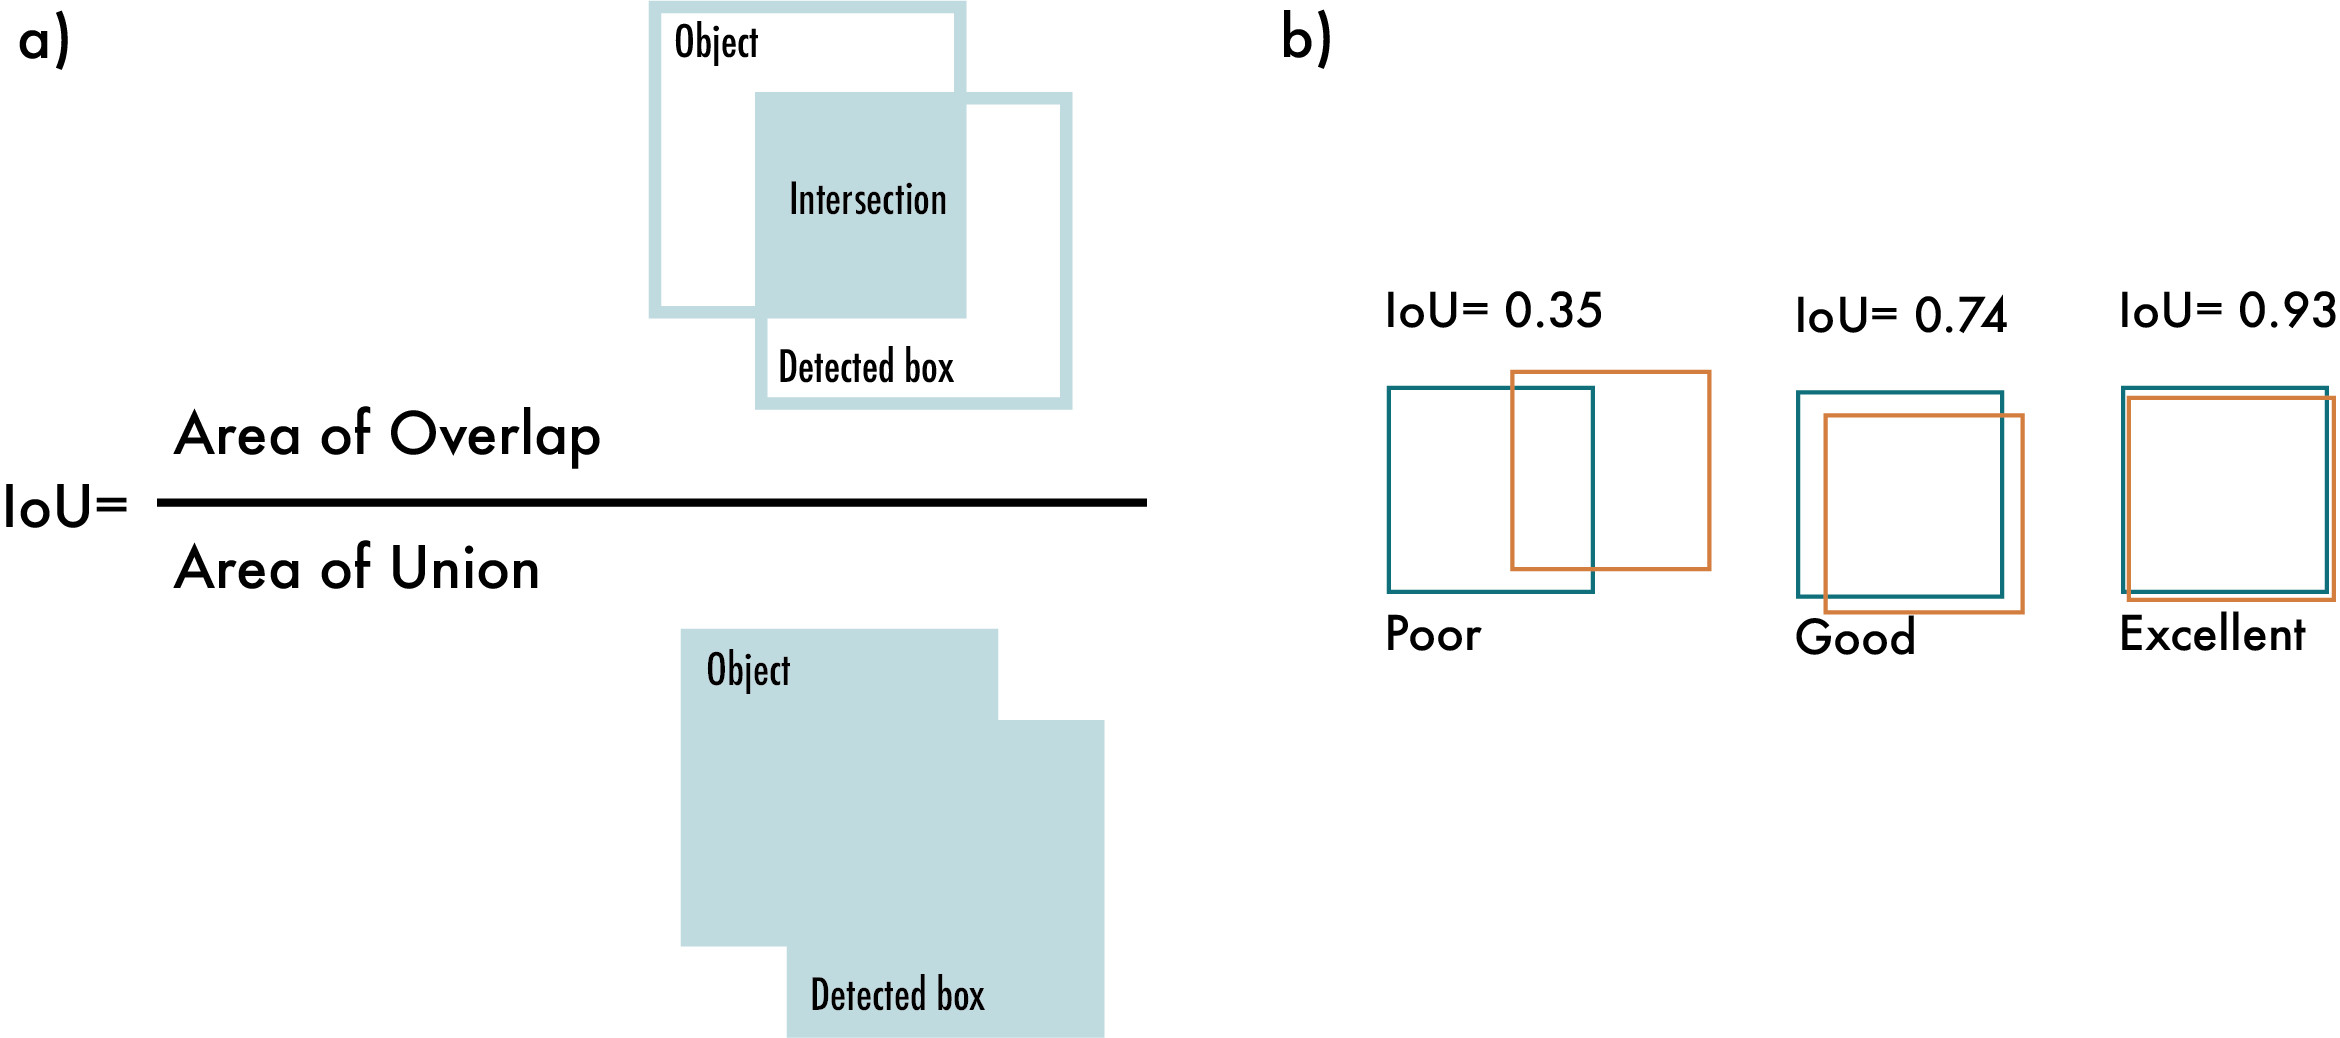 a)
Object
Intersection
Detected box
Area of Overlap
IoU=
Area of Union
Object
Detected box
b)
IoU= 0.35
IoU= 0.74
IoU= 0.93
Poor
Good
Excellent